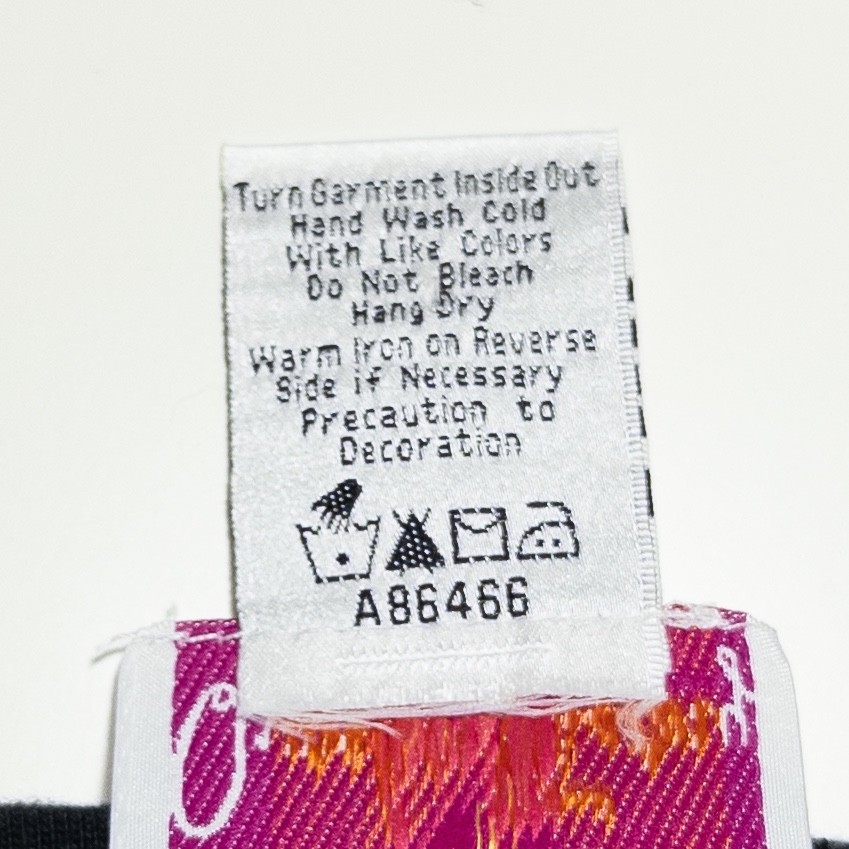 Turn Garment Inside Out
Hand Wash Cold
With Like Colors
Do Not Bleach
Hang Dry
Warm Iron on Reverse
Side if Necessary
Precaution to
Decoration
A86466